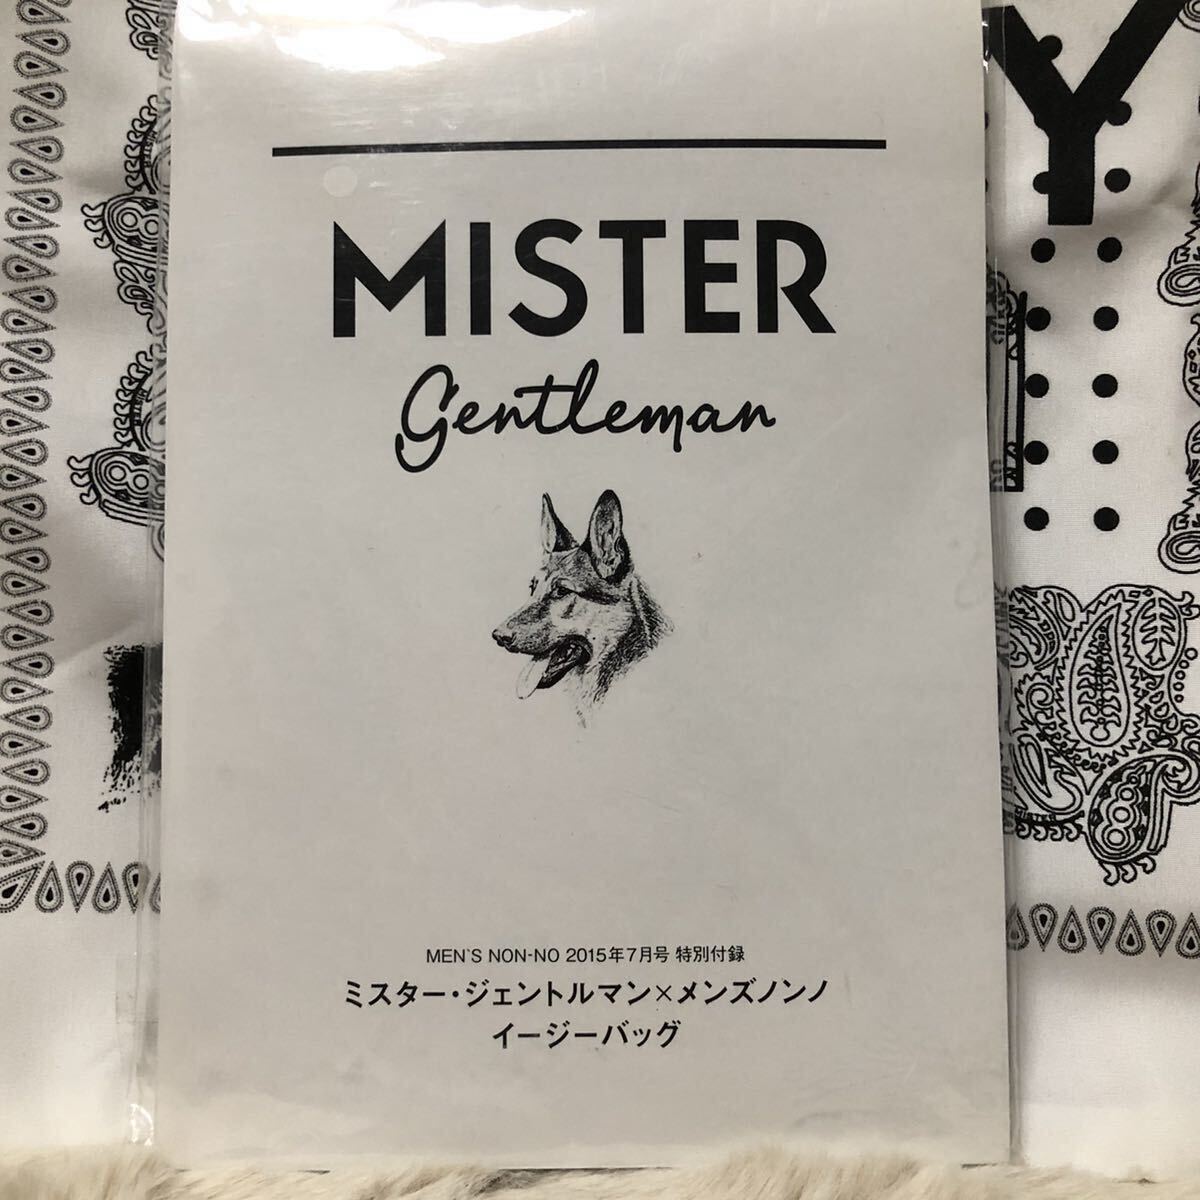 MISTER
Gentleman
MEN'S NON-NO 2015年7月号 特別付録
ミスター・ジェントルマン×メンズノンノ
イージーバッグ
Y
MISTER